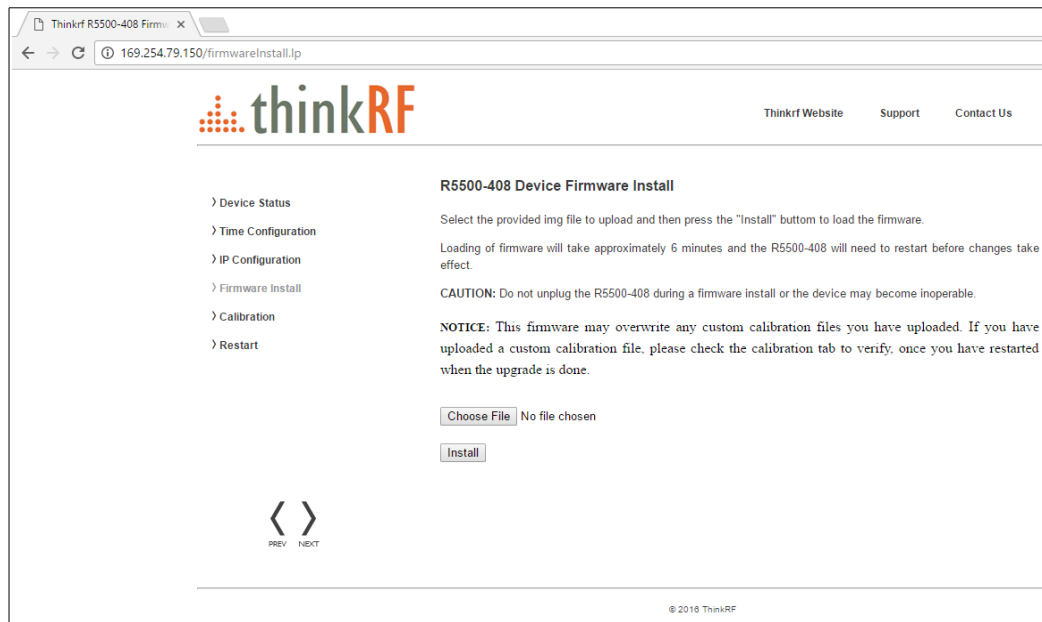 Thinkrf R5500-408 Firmw
169.254.79.150/firmwareInstall.lp
thinkRF
Thinkrf Website Support Contact Us
R5500-408 Device Firmware Install
Device Status
Select the provided img file to upload and then press the "Install" buttom to load the firmware.
Time Configuration
Loading of firmware will take approximately 6 minutes and the R5500-408 will need to restart before changes take
effect.
IP Configuration
Firmware Install
CAUTION: Do not unplug the R5500-408 during a firmware install or the device may become inoperable.
Calibration
NOTICE: This firmware may overwrite any custom calibration files you have uploaded. If you have
Restart
uploaded a custom calibration file, please check the calibration tab to verify, once you have restarted
when the upgrade is done.
Choose File No file chosen
Install
PREV NEXT
© 2016 ThinkRF